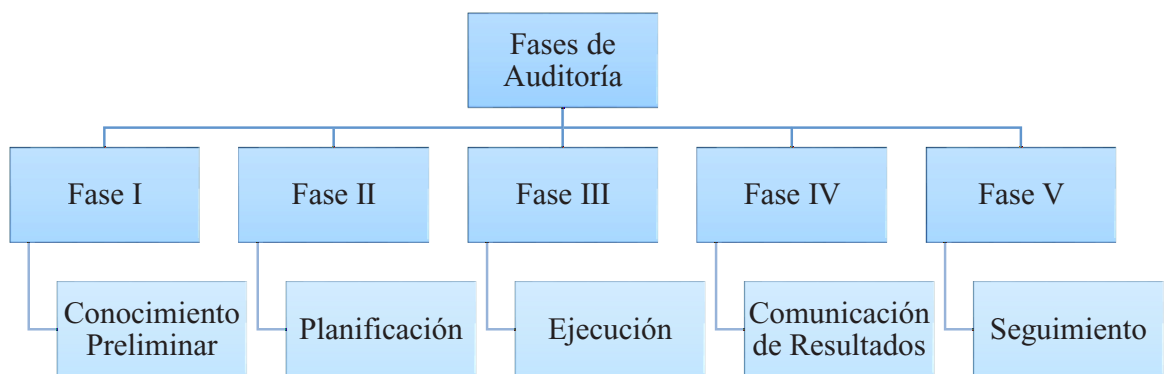 Fases de
Auditoría
Fase I
Fase II
Fase III
Fase IV
Fase V
Conocimiento
Preliminar
Planificación
Ejecución
Comunicación
de Resultados
Seguimiento